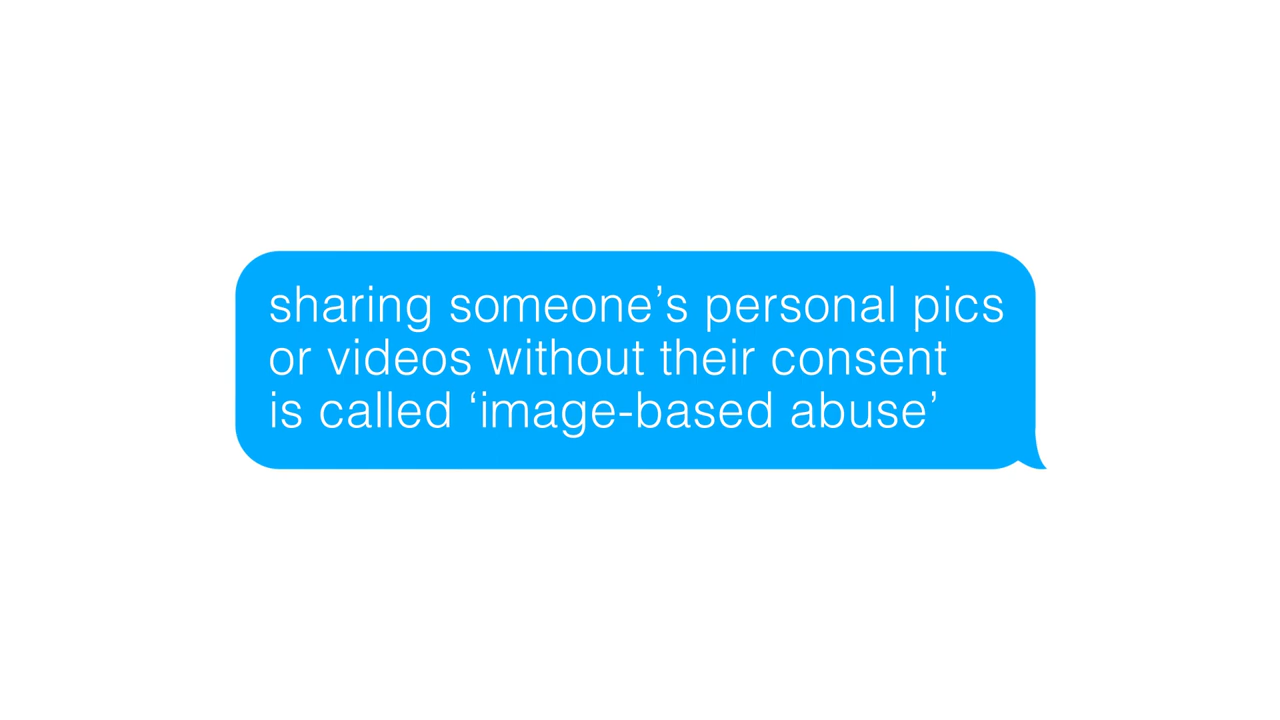 sharing someone’s personal pics
or videos without their consent
is called ‘image-based abuse’